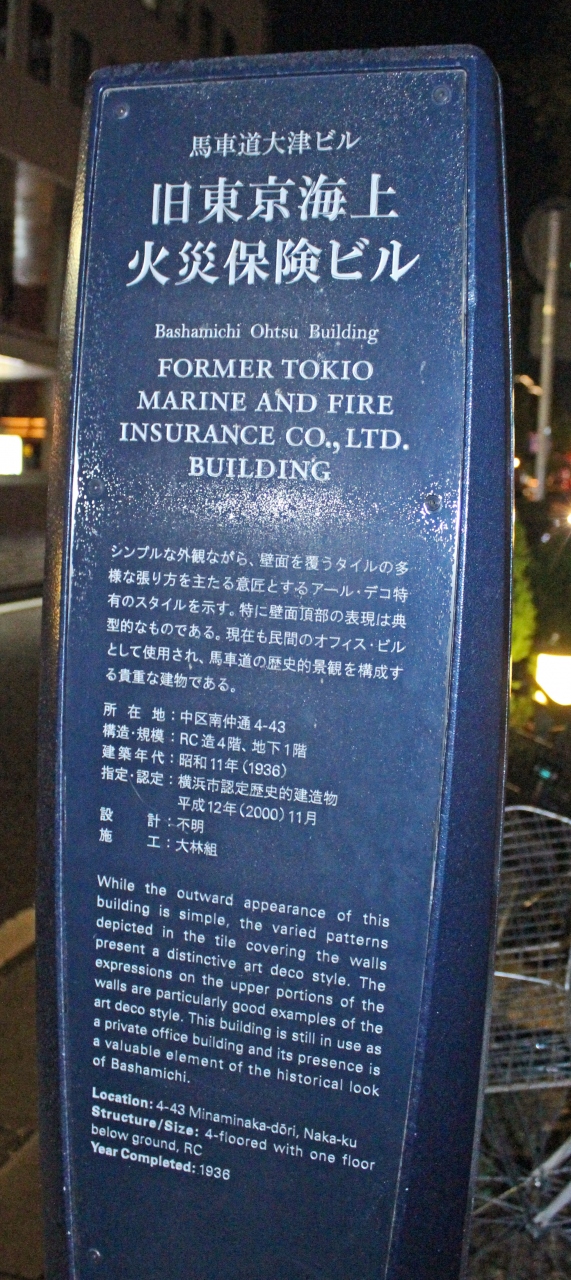 馬車道大津ビル
旧東京海上
火災保険ビル
Bashamichi Ohtsu Building
FORMER TOKIO
MARINE AND FIRE
INSURANCE CO., LTD.
BUILDING
シンプルな外観ながら、壁面を覆うタイルの多
様な張り方を主たる意匠とするアール・デコ特
有のスタイルを示す。特に壁面頂部の表現は典
型的なものである。現在も民間のオフィス・ビル
として使用され、馬車道の歴史的景観を構成す
る貴重な建物である。
所在地：中区南仲通4-43
構造・規模：RC造4階、地下1階
建築年代：昭和11年（1936）
指定・認定：横浜市認定歴史的建造物
平成12年（2000）11月
設計：不明
施工：大林組
While the outward appearance of this
building is simple, the varied patterns
depicted in the tile covering the walls
present a distinctive art deco style. The
expressions on the upper portions of the
walls are particularly good examples of the
art deco style. This building is still in use as
a private office building and its presence is
a valuable element of the historical look
of Bashamichi.
Location: 4-43 Minaminaka-dōri, Naka-ku
Structure/Size: 4-floored with one floor
below ground, RC
Year Completed: 1936